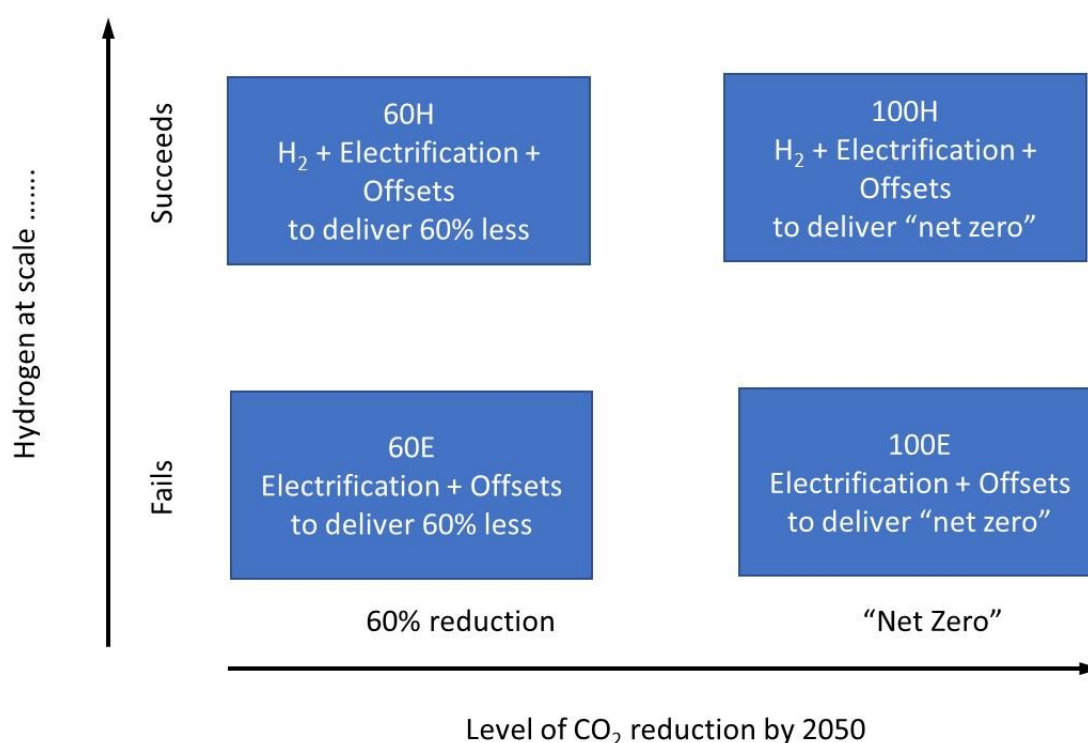 Hydrogen at scale .......
Succeeds
60H
H₂ + Electrification +
Offsets
to deliver 60% less
100H
H₂ + Electrification +
Offsets
to deliver “net zero”
Fails
60E
Electrification + Offsets
to deliver 60% less
100E
Electrification + Offsets
to deliver “net zero”
60% reduction
“Net Zero”
Level of CO₂ reduction by 2050